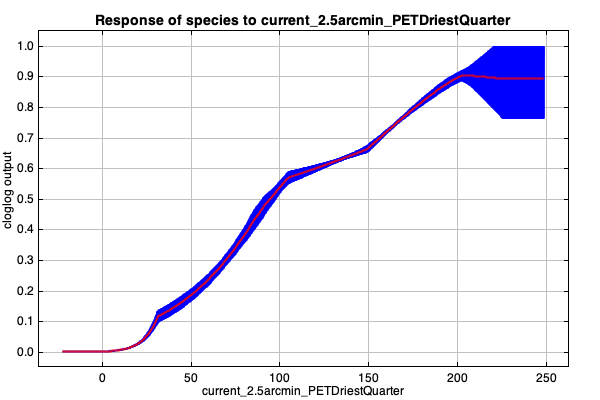 Response of species to current_2.5arcmin_PETDriestQuarter
1.0
0.9
0.8
0.7
0.6
0.5
0.4
0.3
0.2
0.1
0.0
cloglog output
0 50 100 150 200 250
current_2.5arcmin_PETDriestQuarter